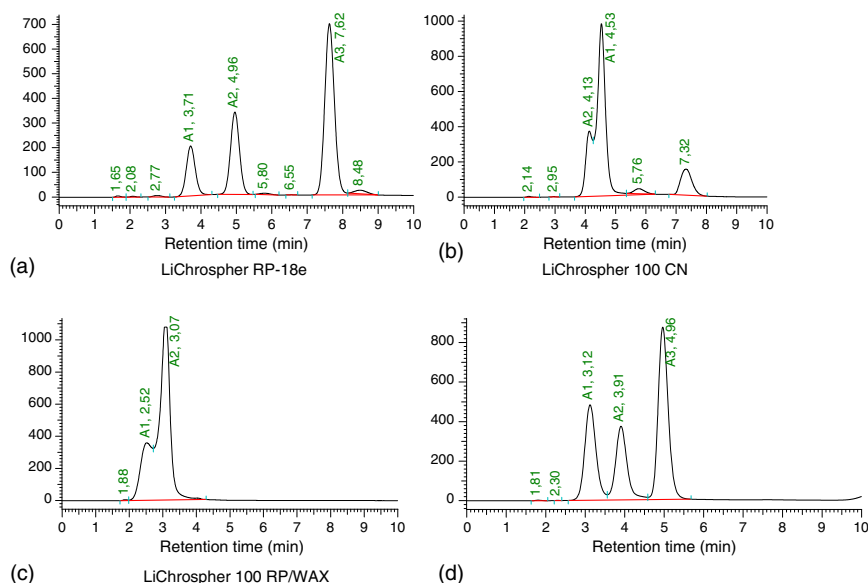 700
600
500
400
300
200
100
0
1,65
2,08
2,77
A1, 3,71
A2, 4,96
5,80
6,55
A3, 7,62
8,48
0 1 2 3 4 5 6 7 8 9 10
Retention time (min)
(a)
LiChrospher RP-18e
1000
800
600
400
200
0
2,14
2,95
A2, 4,13
A1, 4,53
5,76
7,32
0 1 2 3 4 5 6 7 8 9 10
Retention time (min)
(b)
LiChrospher 100 CN
1000
800
600
400
200
0
1,88
A1, 2,52
A2, 3,07
0 1 2 3 4 5 6 7 8 9 10
Retention time (min)
(c)
LiChrospher 100 RP/WAX
800
600
400
200
0
1,81
2,30
A1, 3,12
A2, 3,91
A3, 4,96
0 1 2 3 4 5 6 7 8 9 10
Retention time (min)
(d)